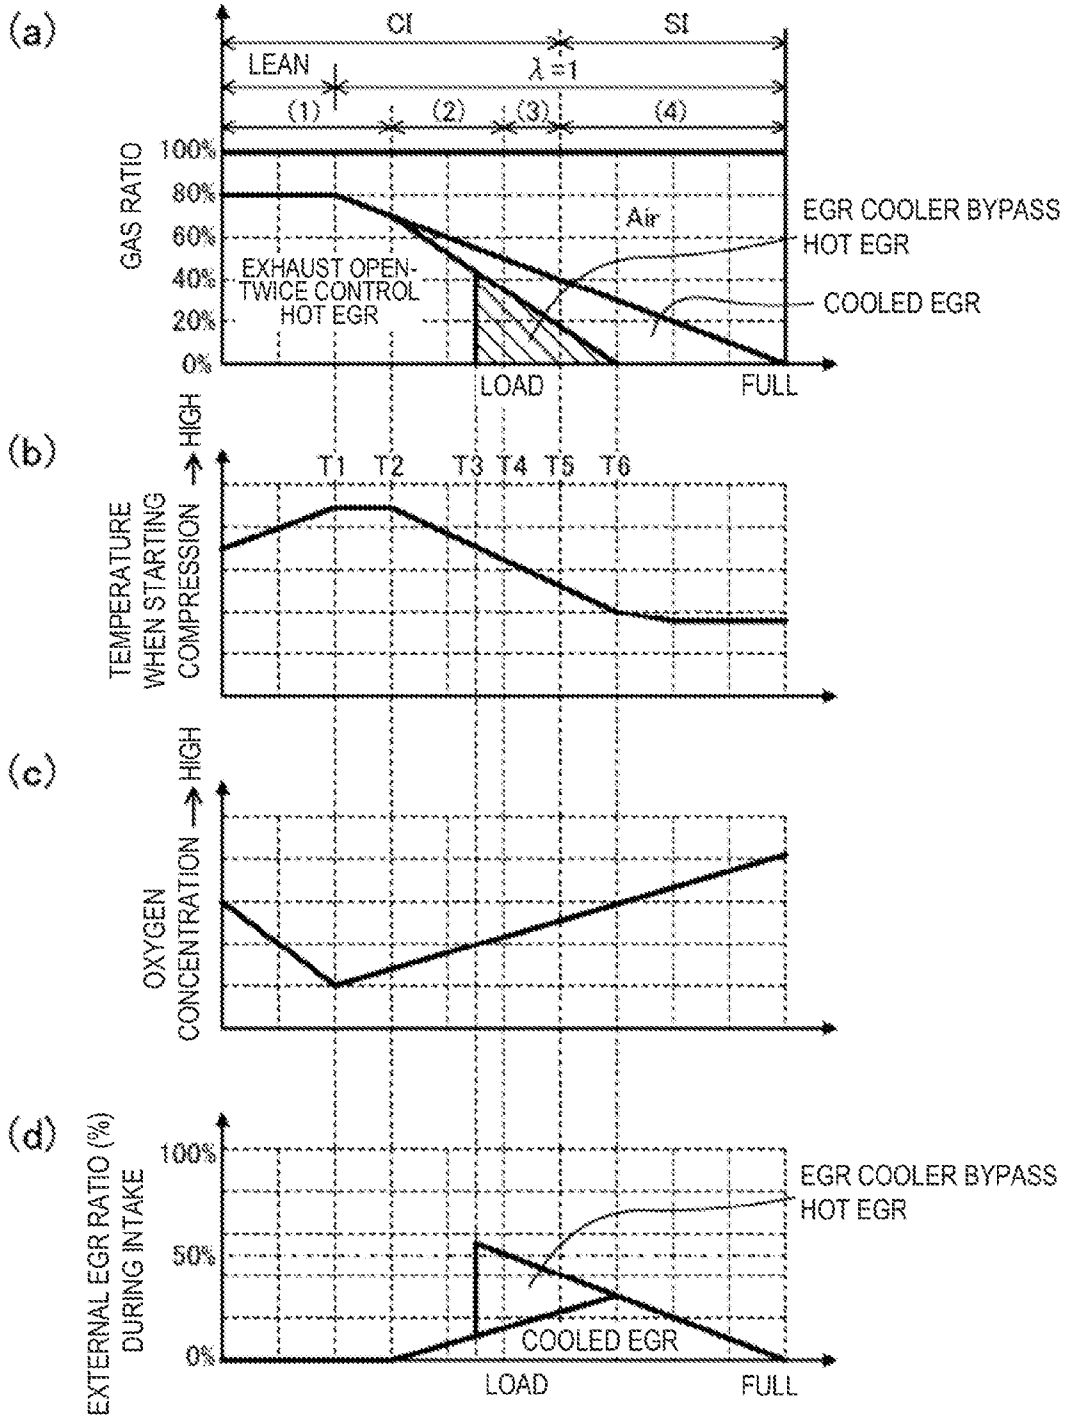 (a)
CI
SI
LEAN
λ=1
(1)
(2)
(3)
(4)
GAS RATIO
100%
80%
60%
40%
20%
0%
Air
EXHAUST OPEN-
TWICE CONTROL
HOT EGR
EGR COOLER BYPASS
HOT EGR
COOLED EGR
LOAD
FULL
(b)
TEMPERATURE
WHEN STARTING
COMPRESSION → HIGH
T1
T2
T3
T4
T5
T6
(c)
OXYGEN
CONCENTRATION → HIGH
(d)
EXTERNAL EGR RATIO (%)
DURING INTAKE
100%
50%
0%
EGR COOLER BYPASS
HOT EGR
COOLED EGR
LOAD
FULL